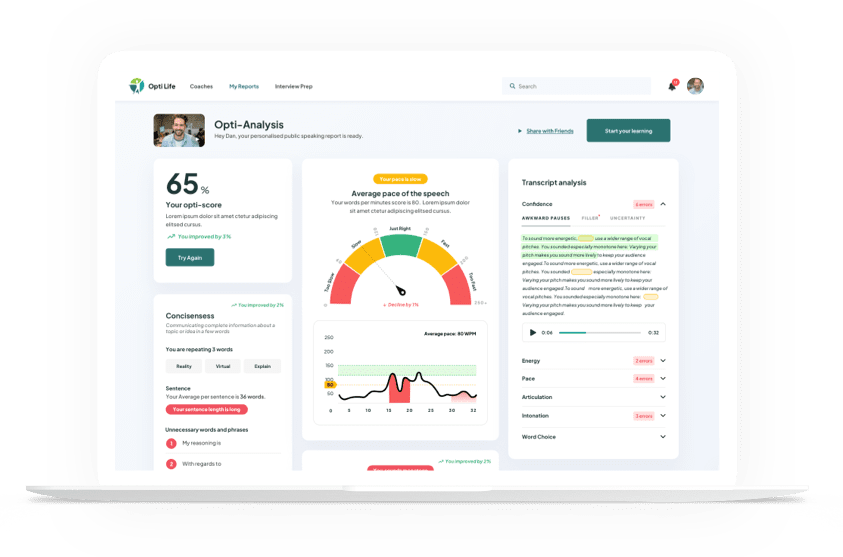 Opti Life
Coaches
My Reports
Interview Prep
Search
Opti-Analysis
Hey Dan, your personalised public speaking report is ready.
Share with Friends
Start your learning
65 %
Your opti-score
Lorem ipsum dolor sit amet ctetur adipiscing
elitsed cursus.
You improved by 2%
Try Again
You improved by 2%
Concisenesss
Communicating complete information about a
topic or idea in a few words
You are repeating 3 words
Reality
Virtual
Explain
Sentence
Your Average per sentence is 36 words.
Your sentence length is long
Unnecessary words and phrases
1 My reasoning is
2 With regards to
Your pace is slow
Average pace of the speech
Your words per minutes score is 80 WPM. Lorem ipsum dolor
sit amet ctetur adipiscing elitsed cursus.
Too Slow
Slow
Just Right
Fast
Too Fast
0
250+
Decline by 1%
Average pace: 80 WPM
250
200
150
100
80
50
0 5 10 15 20 25 30 32
You improved by 2%
Transcript analysis
Confidence
6 errors
AWKWARD PAUSES
FILLER
UNCERTAINTY
To sound more energetic, use a wider range of vocal
pitches. You sounded especially monotone here: Varying your
pitch makes you sound more lively to keep your audience
engaged To sound more energetic, use a wider range of vocal
pitches. You sounded especially monotone here:
Varying your pitch makes you sound more lively to keep your
audience engaged To sound more energetic, use a wider range of
vocal pitches. You sounded especially monotone here:
Varying your pitch makes you sound more lively to keep your
audience engaged
0:06
0:32
Energy
2 errors
Pace
4 errors
Articulation
Intonation
3 errors
Word Choice